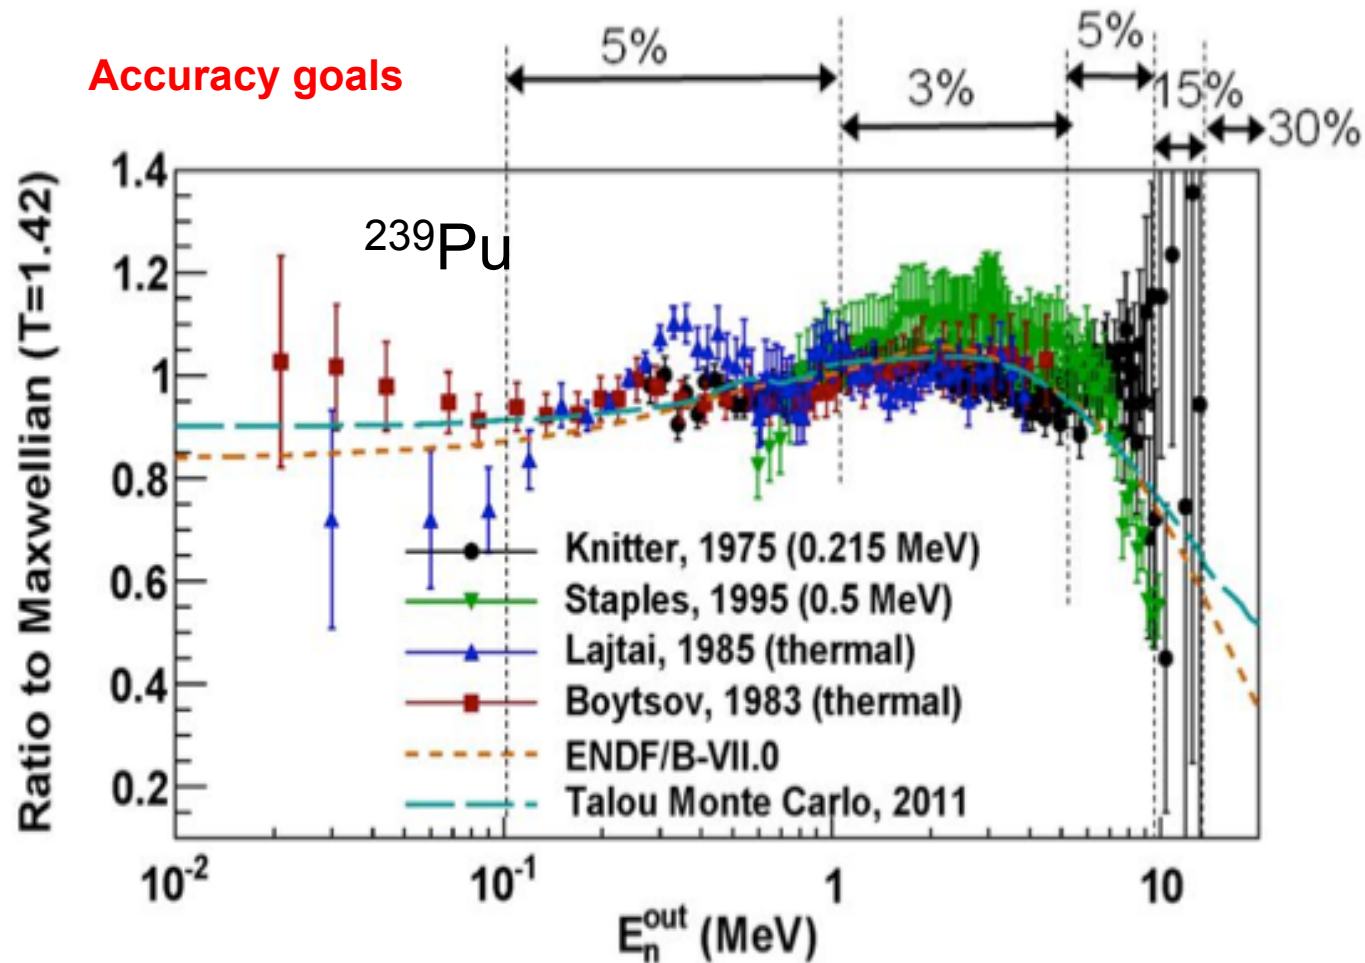 Accuracy goals
5%
3%
5%
15%
30%
Ratio to Maxwellian (T=1.42)
1.4
1.2
1
0.8
0.6
0.4
0.2
²³⁹Pu
Knitter, 1975 (0.215 MeV)
Staples, 1995 (0.5 MeV)
Lajtai, 1985 (thermal)
Boytsov, 1983 (thermal)
ENDF/B-VII.0
Talou Monte Carlo, 2011
10⁻² 10⁻¹ 1 10
Eₙᵒᵘᵗ (MeV)